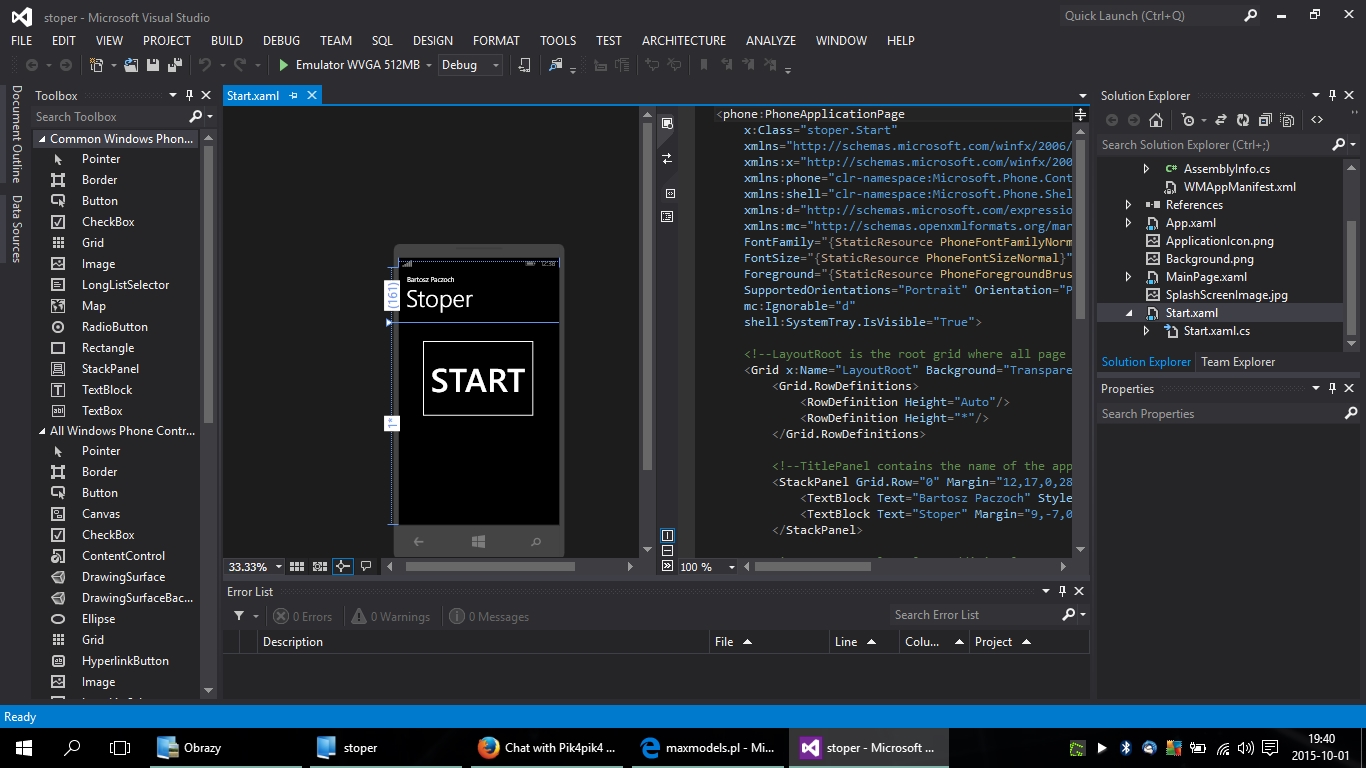 stoper - Microsoft Visual Studio
Quick Launch (Ctrl+Q)
FILE EDIT VIEW PROJECT BUILD DEBUG TEAM SQL DESIGN FORMAT TOOLS TEST ARCHITECTURE ANALYZE WINDOW HELP
Emulator WVGA 512MB Debug
Document Outline
Data Sources
Toolbox
Search Toolbox
Common Windows Phon...
Pointer
Border
Button
CheckBox
Grid
Image
LongListSelector
Map
RadioButton
Rectangle
StackPanel
TextBlock
TextBox
All Windows Phone Contr...
Pointer
Border
Button
Canvas
CheckBox
ContentControl
DrawingSurface
DrawingSurfaceBac...
Ellipse
Grid
HyperlinkButton
Image
Start.xaml
(161)
1*
Bartosz Paczoch
Stoper
START
33.33%
<phone:PhoneApplicationPage
x:Class="stoper.Start"
xmlns="http://schemas.microsoft.com/winfx/2006/
xmlns:x="http://schemas.microsoft.com/winfx/200
xmlns:phone="clr-namespace:Microsoft.Phone.Cont
xmlns:shell="clr-namespace:Microsoft.Phone.Shel
xmlns:d="http://schemas.microsoft.com/expressio
xmlns:mc="http://schemas.openxmlformats.org/mar
FontFamily="{StaticResource PhoneFontFamilyNorm
FontSize="{StaticResource PhoneFontSizeNormal}"
Foreground="{StaticResource PhoneForegroundBrus
SupportedOrientations="Portrait" Orientation="P
mc:Ignorable="d"
shell:SystemTray.IsVisible="True">
<!--LayoutRoot is the root grid where all page
<Grid x:Name="LayoutRoot" Background="Transpare
<Grid.RowDefinitions>
<RowDefinition Height="Auto"/>
<RowDefinition Height="*"/>
</Grid.RowDefinitions>
<!--TitlePanel contains the name of the app
<StackPanel Grid.Row="0" Margin="12,17,0,28
<TextBlock Text="Bartosz Paczoch" Style
<TextBlock Text="Stoper" Margin="9,-7,0
</StackPanel>
100 %
Solution Explorer
Search Solution Explorer (Ctrl+;)
AssemblyInfo.cs
WMAppManifest.xml
References
App.xaml
ApplicationIcon.png
Background.png
MainPage.xaml
SplashScreenImage.jpg
Start.xaml
Start.xaml.cs
Solution Explorer Team Explorer
Properties
Search Properties
Error List
0 Errors 0 Warnings 0 Messages
Search Error List
Description File Line Colu... Project
Ready
Obrazy
stoper
Chat with Pik4pik4 ...
maxmodels.pl - Mi...
stoper - Microsoft ...
19:40
2015-10-01